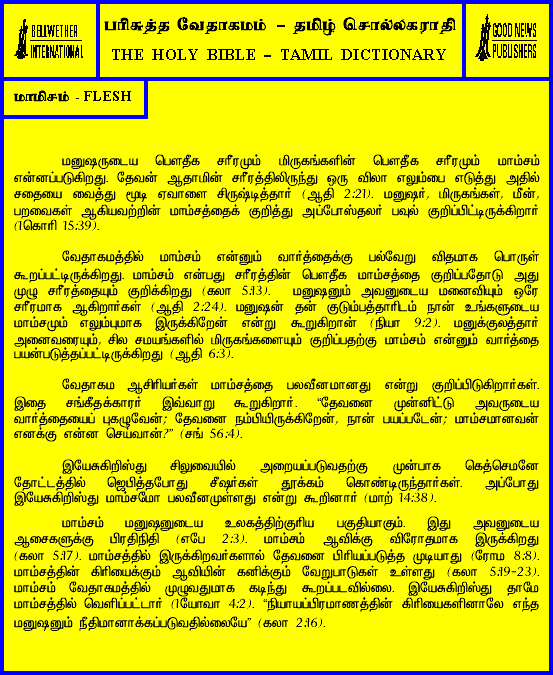 BELLWETHER
INTERNATIONAL
பரிசுத்த வேதாகமம் – தமிழ் சொல்லகராதி
THE HOLY BIBLE – TAMIL DICTIONARY
GOOD NEWS
PUBLISHERS
மாமிசம் - FLESH
மனுஷருடைய பௌதீக சரீரமும் மிருகங்களின் பௌதீக சரீரமும் மாம்சம்
என்னப்படுகிறது. தேவன் ஆதாமின் சரீரத்திலிருந்து ஒரு விலா எலும்பை எடுத்து அதில்
சதையை வைத்து மூடி ஏவாளை சிருஷ்டித்தார் (ஆதி 2:21). மனுஷர், மிருகங்கள், மீன்,
பறவைகள் ஆகியவற்றின் மாம்சத்தைக் குறித்து அப்போஸ்தலர் பவுல் குறிப்பிட்டிருக்கிறார்
(1கொரி 15:39).
வேதாகமத்தில் மாம்சம் என்னும் வார்த்தைக்கு பல்வேறு விதமாக பொருள்
கூறப்பட்டிருக்கிறது. மாம்சம் என்பது சரீரத்தின் பௌதீக மாம்சத்தை குறிப்பதோடு அது
முழு சரீரத்தையும் குறிக்கிறது (கலா 5:13). மனுஷனும் அவனுடைய மனைவியும் ஒரே
சரீரமாக ஆகிறார்கள் (ஆதி 2:24). மனுஷன் தன் குடும்பத்தாரிடம் நான் உங்களுடைய
மாம்சமும் எலும்புமாக இருக்கிறேன் என்று கூறுகிறான் (நியா 9:2). மனுக்குலத்தார்
அனைவரையும், சில சமயங்களில் மிருகங்களையும் குறிப்பதற்கு மாம்சம் என்னும் வார்த்தை
பயன்படுத்தப்பட்டிருக்கிறது (ஆதி 6:3).
வேதாகம ஆசிரியர்கள் மாம்சத்தை பலவீனமானது என்று குறிப்பிடுகிறார்கள்.
இதை சங்கீதக்காரர் இவ்வாறு கூறுகிறார். "தேவனை முன்னிட்டு அவருடைய
வார்த்தையைப் புகழுவேன்; தேவனை நம்பியிருக்கிறேன், நான் பயப்படேன்; மாம்சமானவன்
எனக்கு என்ன செய்வான்?" (சங் 56:4).
இயேசுகிறிஸ்து சிலுவையில் அறையப்படுவதற்கு முன்பாக கெத்செமனே
தோட்டத்தில் ஜெபித்தபோது சீஷர்கள் தூக்கம் கொண்டிருந்தார்கள். அப்போது
இயேசுகிறிஸ்து மாம்சமோ பலவீனமுள்ளது என்று கூறினார் (மாற் 14:38).
மாம்சம் மனுஷனுடைய உலகத்திற்குரிய பகுதியாகும். இது அவனுடைய
ஆசைகளுக்கு பிரதிநிதி (எபே 2:3). மாம்சம் ஆவிக்கு விரோதமாக இருக்கிறது
(கலா 5:17). மாம்சத்தில் இருக்கிறவர்களால் தேவனை பிரியப்படுத்த முடியாது (ரோம 8:8).
மாம்சத்தின் கிரியைக்கும் ஆவியின் கனிக்கும் வேறுபாடுகள் உள்ளது (கலா 5:19-23).
மாம்சம் வேதாகமத்தில் முழுவதுமாக கடிந்து கூறப்படவில்லை. இயேசுகிறிஸ்து தாமே
மாம்சத்தில் வெளிப்பட்டார் (1யோவா 4:2). "நியாயப்பிரமாணத்தின் கிரியைகளினாலே எந்த
மனுஷனும் நீதிமானாக்கப்படுவதில்லையே" (கலா 2:16).